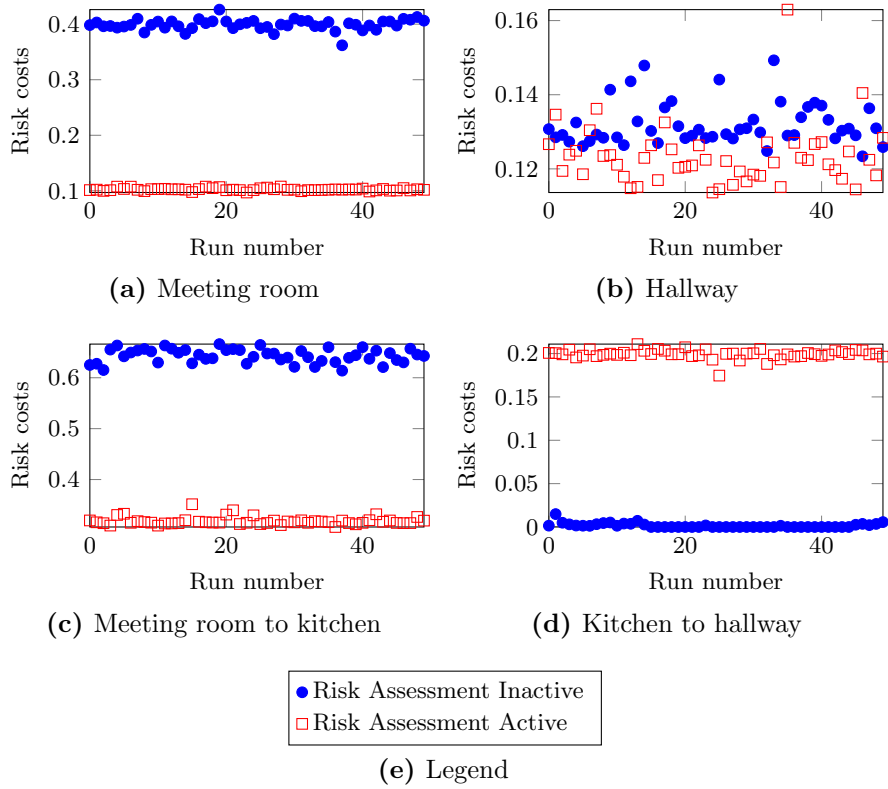 0.4
0.3
0.2
0.1
0
20
40
Risk costs
Run number
(a) Meeting room
0.16
0.14
0.12
0
20
40
Risk costs
Run number
(b) Hallway
0.6
0.5
0.4
0
20
40
Risk costs
Run number
(c) Meeting room to kitchen
0.2
0.15
0.1
0.05
0
0
20
40
Risk costs
Run number
(d) Kitchen to hallway
Risk Assessment Inactive
Risk Assessment Active
(e) Legend